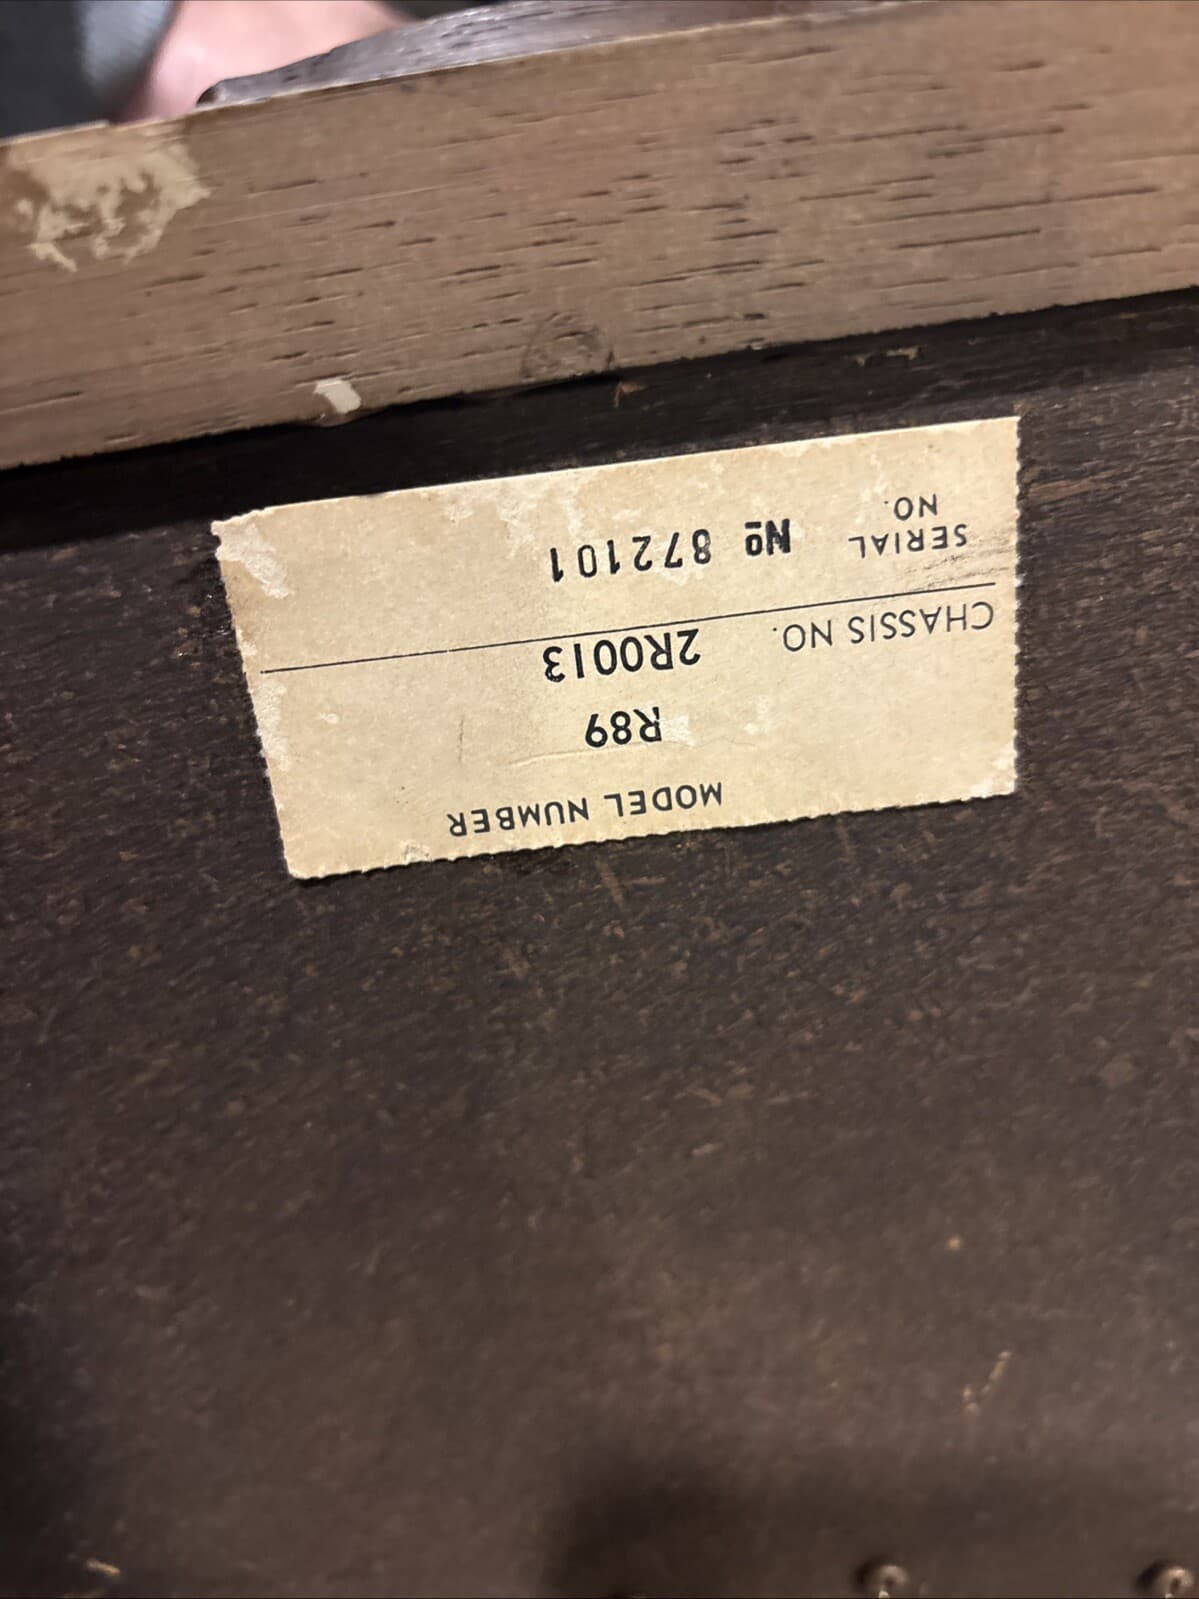 MODEL NUMBER
R89
CHASSIS NO. 2R0013
SERIAL NO. Nº 872101